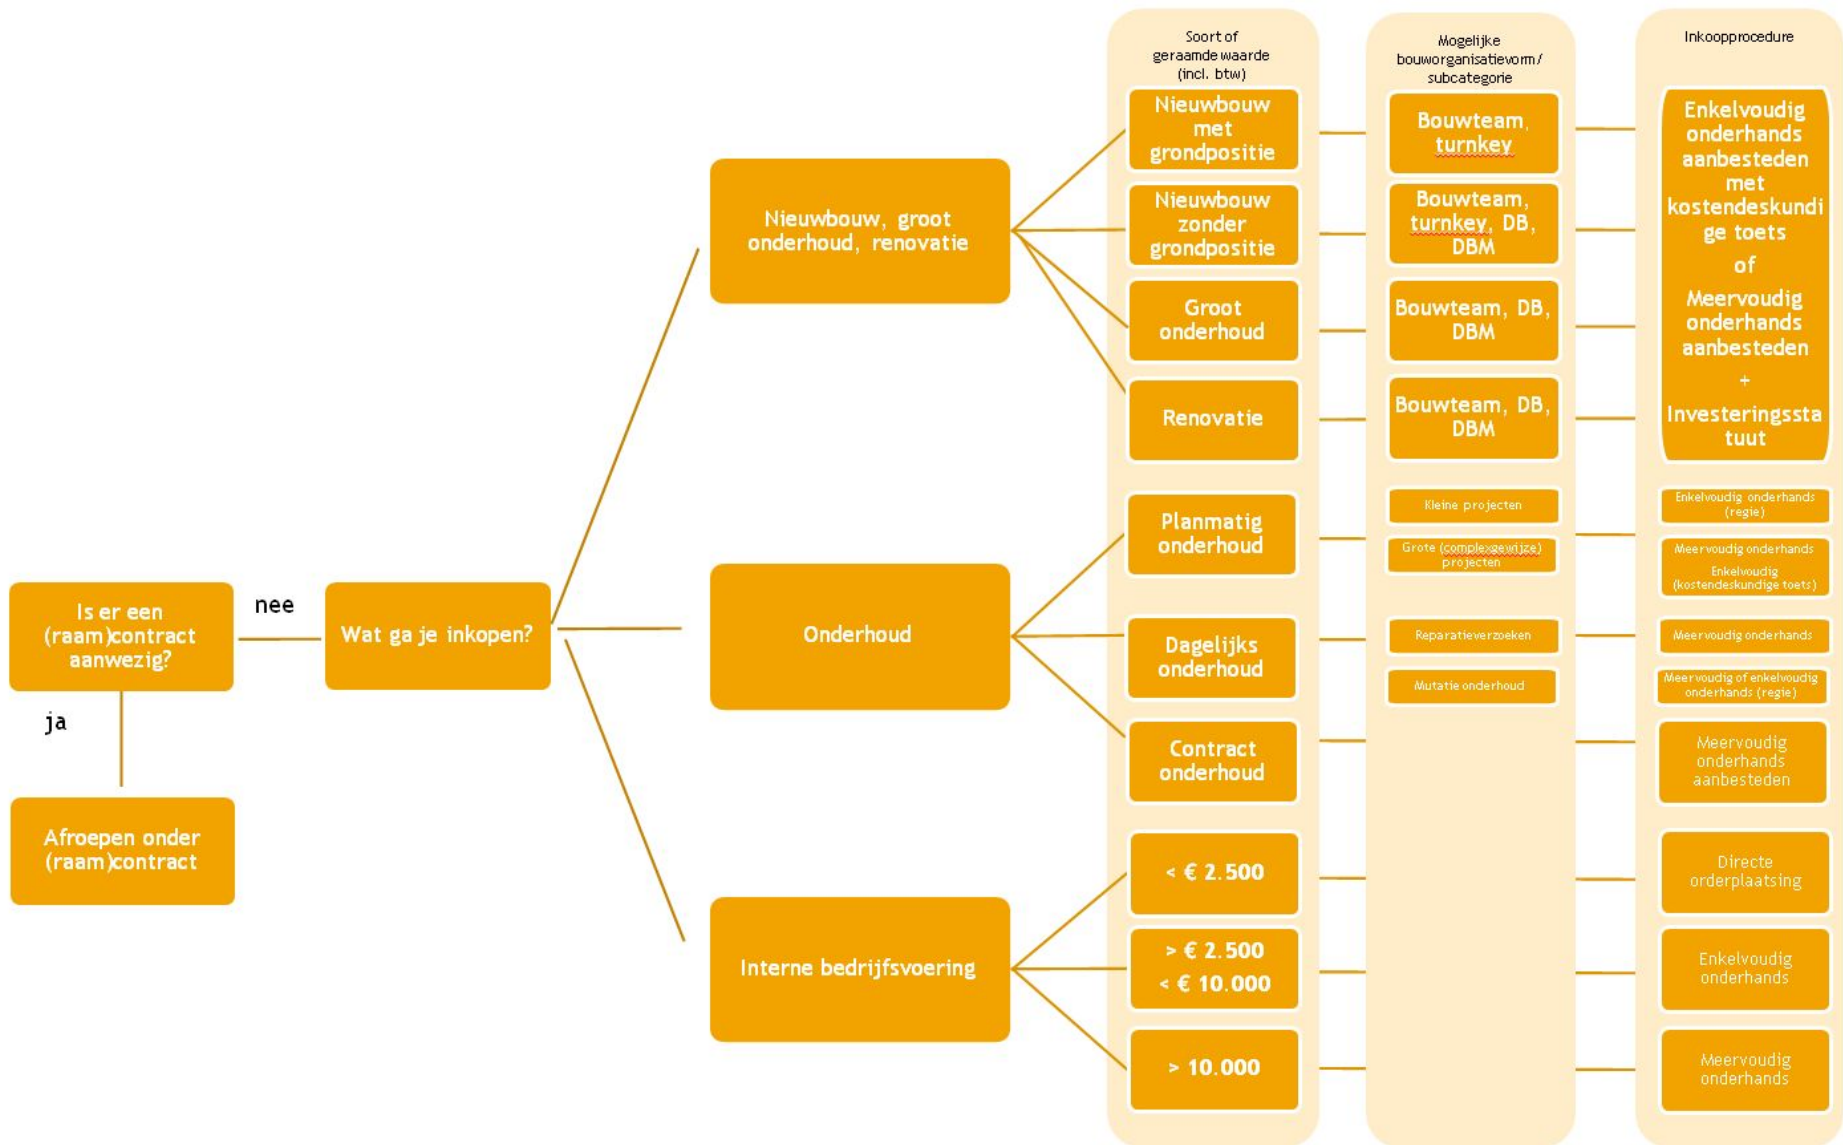 Soort of
geraamde waarde
(incl. btw)
Mogelijke
bouworganisatievorm/
subcategorie
Inkoopprocedure
Nieuwbouw
met
grondpositie
Bouwteam,
turnkey
Enkelvoudig
onderhands
aanbesteden
met
kostendeskundi
ge toets
of
Meervoudig
onderhands
aanbesteden
+
Investeringssta
tuut
Nieuwbouw, groot
onderhoud, renovatie
Nieuwbouw
zonder
grondpositie
Bouwteam,
turnkey, DB,
DBM
Groot
onderhoud
Bouwteam, DB,
DBM
Renovatie
Bouwteam, DB,
DBM
Planmatig
onderhoud
Kleine projecten
Enkelvoudig onderhands
(regie)
Grote (complexgewijze)
projecten
Meervoudig onderhands
Enkelvoudig
(kostendeskundige toets)
Is er een
(raam)contract
aanwezig?
nee
Wat ga je inkopen?
Onderhoud
Dagelijks
onderhoud
Reparatieverzoeken
Meervoudig onderhands
Mutatie onderhoud
Meervoudig of enkelvoudig
onderhands (regie)
ja
Contract
onderhoud
Meervoudig
onderhands
aanbesteden
Afroepen onder
(raam)contract
Interne bedrijfsvoering
< € 2.500
Directe
orderplaatsing
> € 2.500
< € 10.000
Enkelvoudig
onderhands
> 10.000
Meervoudig
onderhands